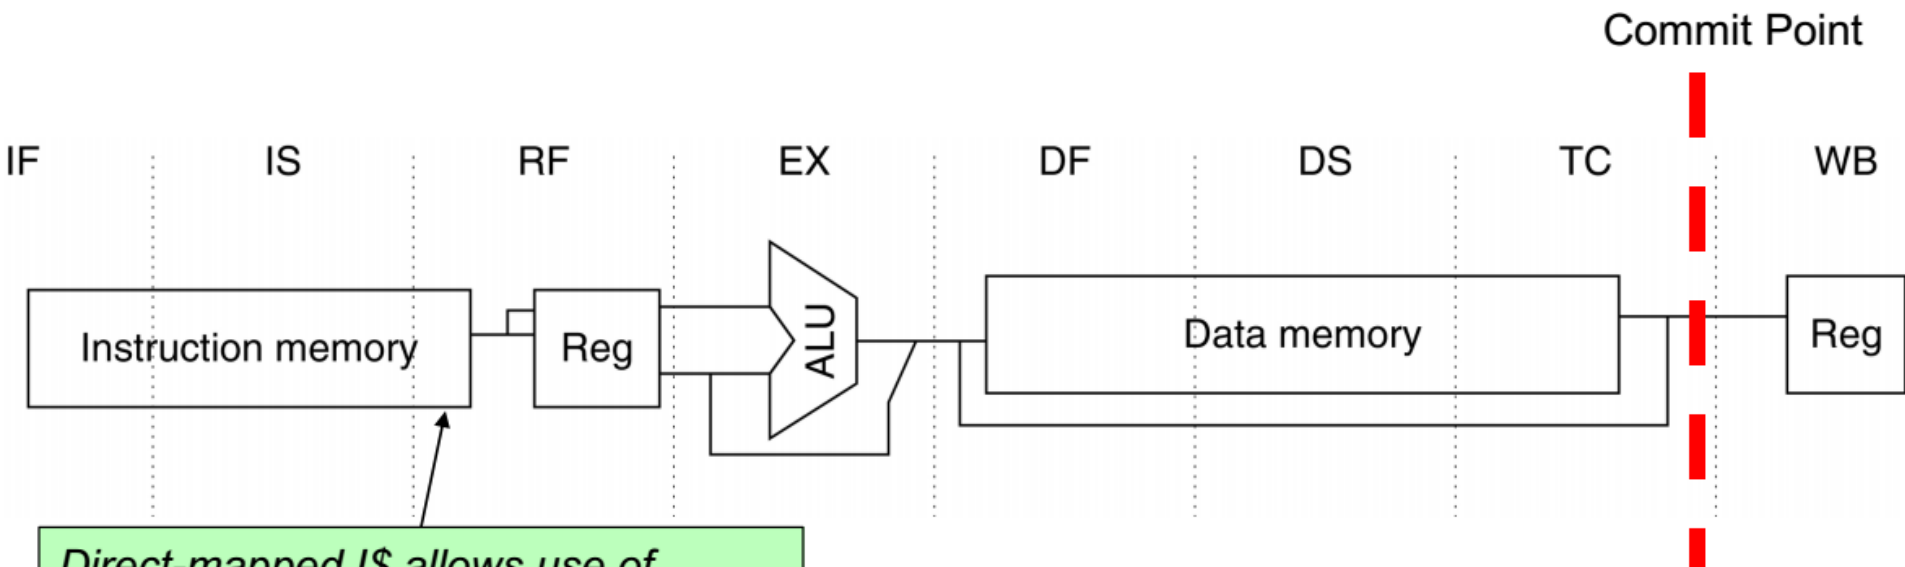 Commit Point
IF IS RF EX DF DS TC WB
Instruction memory Reg ALU Data memory Reg
Direct-mapped I$ allows use of